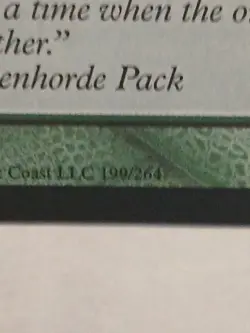 a time when the o
ther.”
enhorde Pack
Coast LLC 199/264